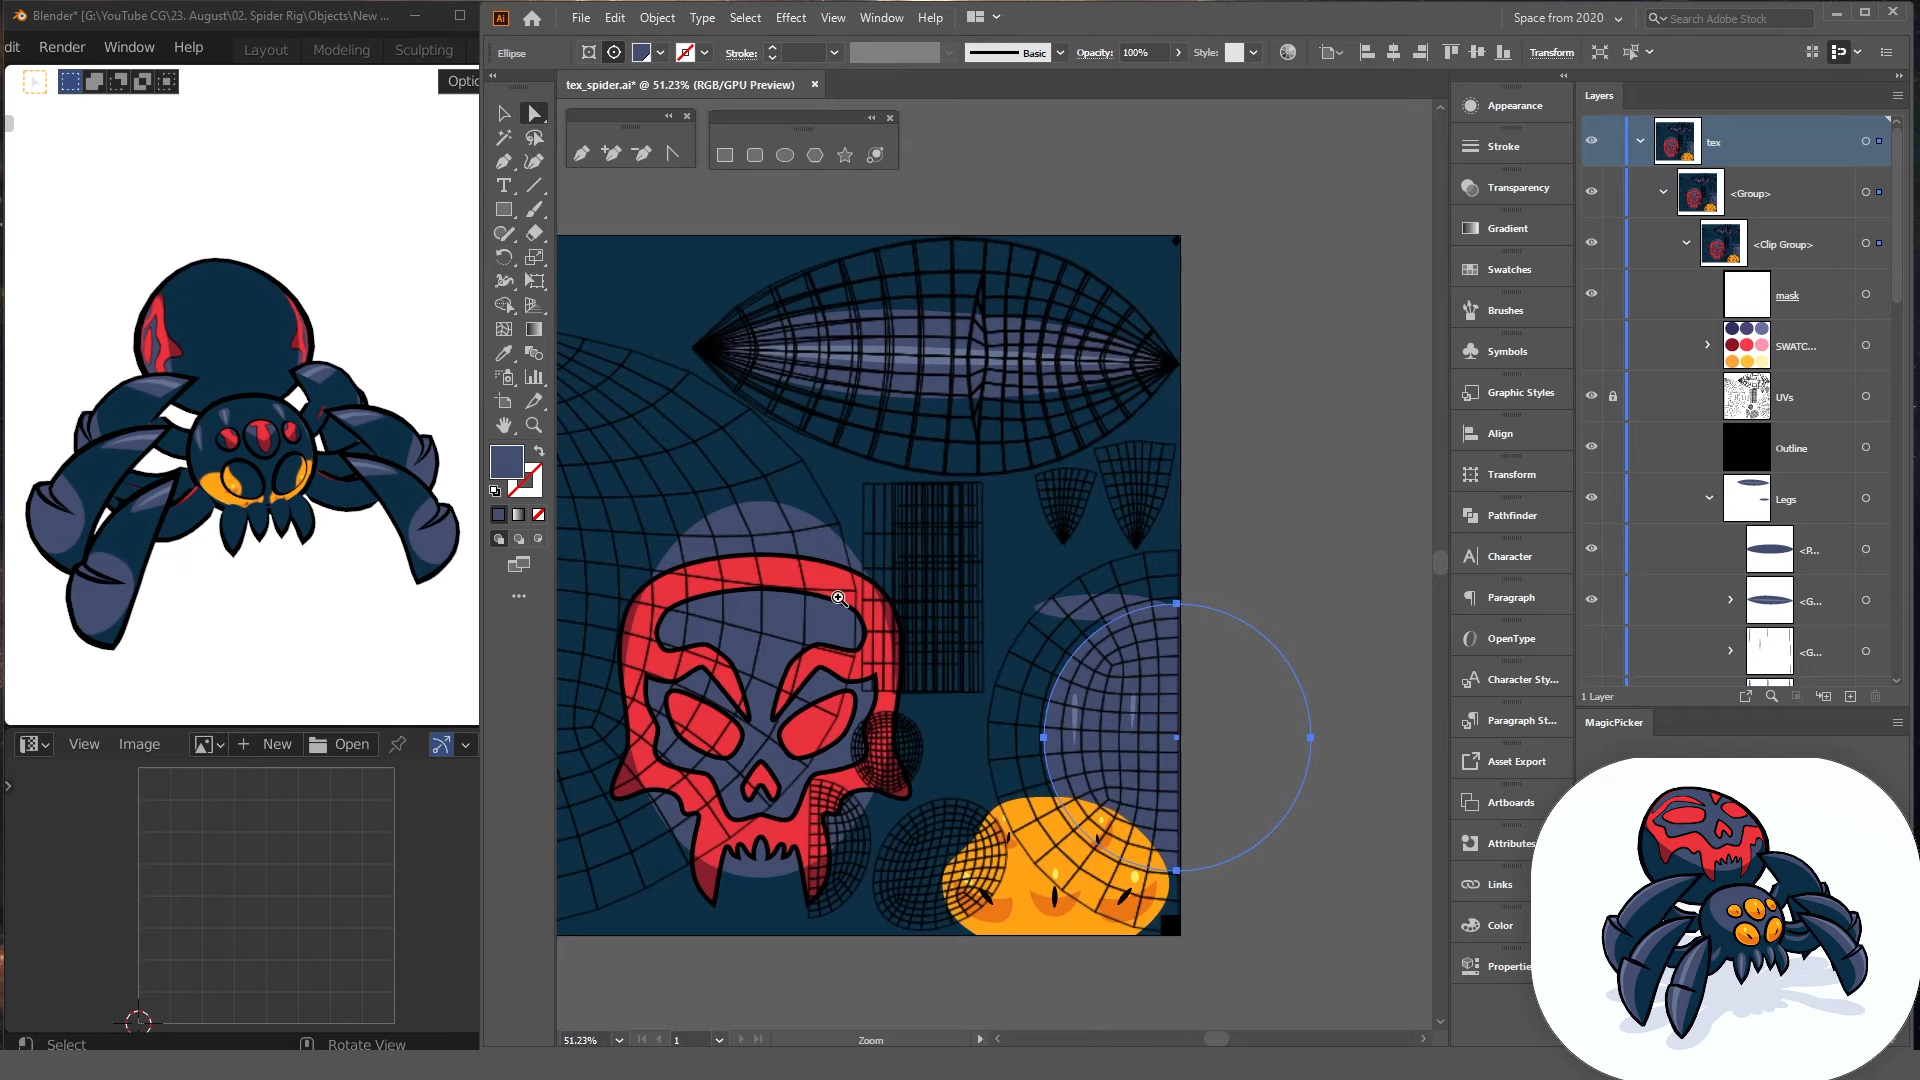 Blender* [G:\YouTube CG\23. August\02. Spider Rig\Objects\New ...
dit Render Window Help Layout Modeling Sculpting
Optio
View Image New Open
Select Rotate View
Ai File Edit Object Type Select Effect View Window Help
Space from 2020
Search Adobe Stock
Ellipse Stroke: Basic Opacity: 100% Style: Transform
tex_spider.ai* @ 51.23% (RGB/GPU Preview)
51.23% 1 Zoom
Appearance
Stroke
Transparency
Gradient
Swatches
Brushes
Symbols
Graphic Styles
Align
Transform
Pathfinder
Character
Paragraph
OpenType
Character Sty...
Paragraph St...
Asset Export
Artboards
Attributes
Links
Color
Propertie
Layers
tex
<Group>
<Clip Group>
mask
SWATC...
UVs
Outline
Legs
<P...
<G...
<G...
1 Layer
MagicPicker